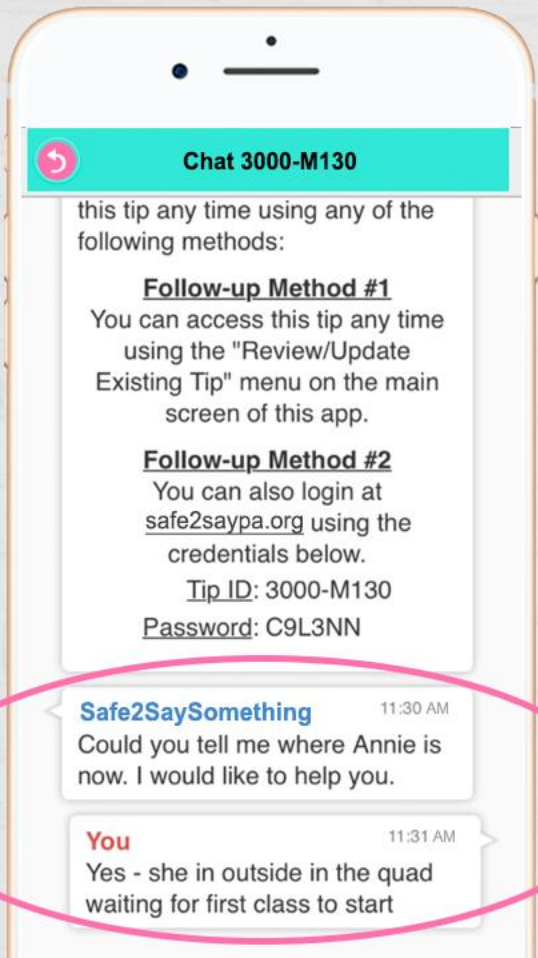 Chat 3000-M130
this tip any time using any of the
following methods:
Follow-up Method #1
You can access this tip any time
using the "Review/Update
Existing Tip" menu on the main
screen of this app.
Follow-up Method #2
You can also login at
safe2saypa.org using the
credentials below.
Tip ID: 3000-M130
Password: C9L3NN
Safe2SaySomething 11:30 AM
Could you tell me where Annie is
now. I would like to help you.
You 11:31 AM
Yes - she in outside in the quad
waiting for first class to start